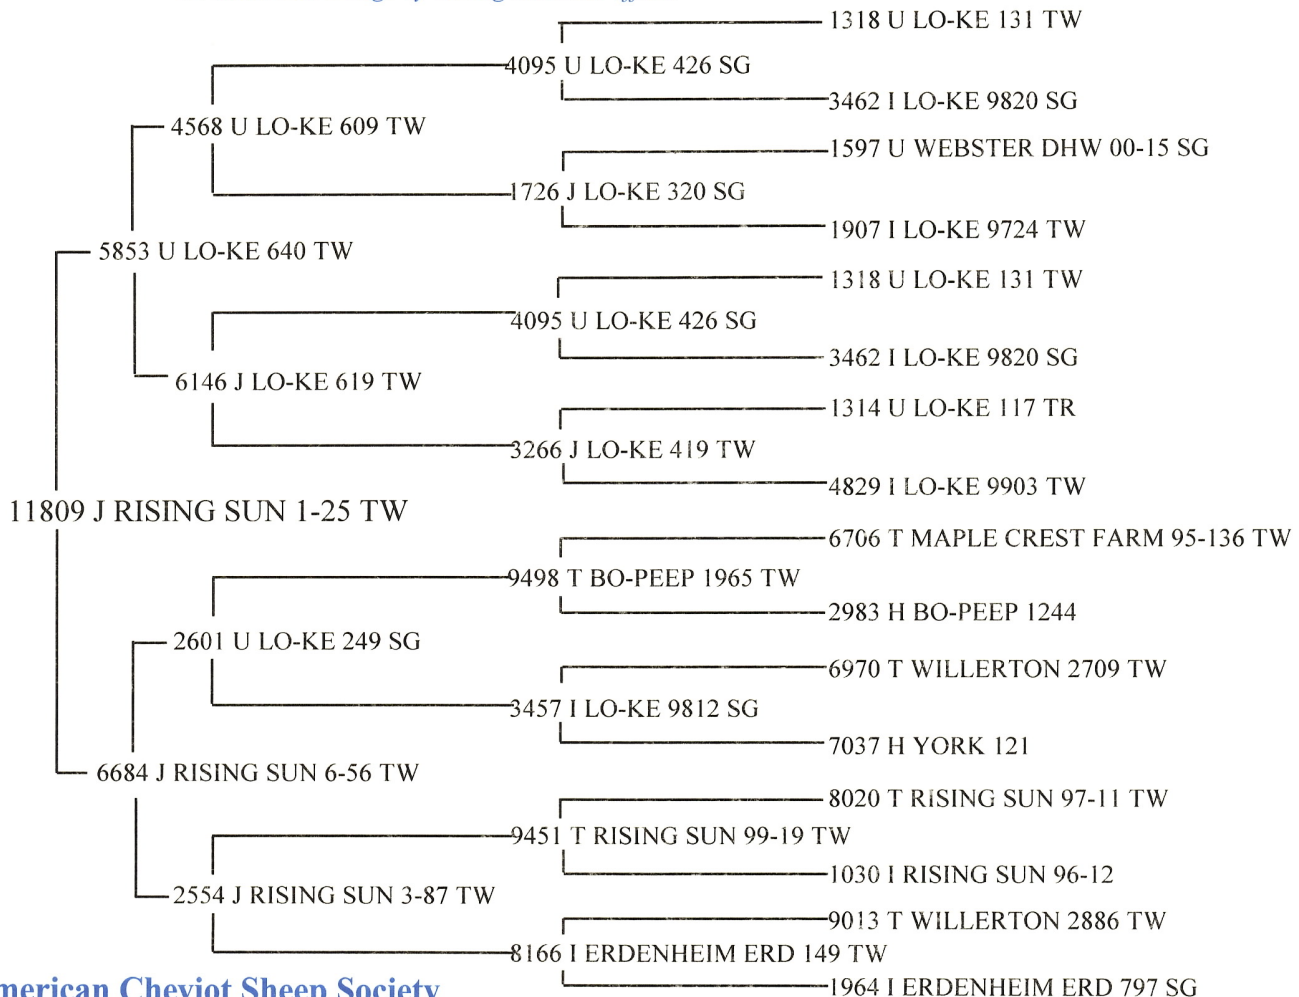 1318 U LO-KE 131 TW
4095 U LO-KE 426 SG
3462 I LO-KE 9820 SG
4568 U LO-KE 609 TW
1597 U WEBSTER DHW 00-15 SG
1726 J LO-KE 320 SG
1907 I LO-KE 9724 TW
5853 U LO-KE 640 TW
1318 U LO-KE 131 TW
4095 U LO-KE 426 SG
3462 I LO-KE 9820 SG
6146 J LO-KE 619 TW
1314 U LO-KE 117 TR
3266 J LO-KE 419 TW
4829 I LO-KE 9903 TW
11809 J RISING SUN 1-25 TW
6706 T MAPLE CREST FARM 95-136 TW
9498 T BO-PEEP 1965 TW
2983 H BO-PEEP 1244
2601 U LO-KE 249 SG
6970 T WILLERTON 2709 TW
3457 I LO-KE 9812 SG
7037 H YORK 121
6684 J RISING SUN 6-56 TW
8020 T RISING SUN 97-11 TW
9451 T RISING SUN 99-19 TW
1030 I RISING SUN 96-12
2554 J RISING SUN 3-87 TW
9013 T WILLERTON 2886 TW
8166 I ERDENHEIM ERD 149 TW
1964 I ERDENHEIM ERD 797 SG
merican Cheviot Sheep Society